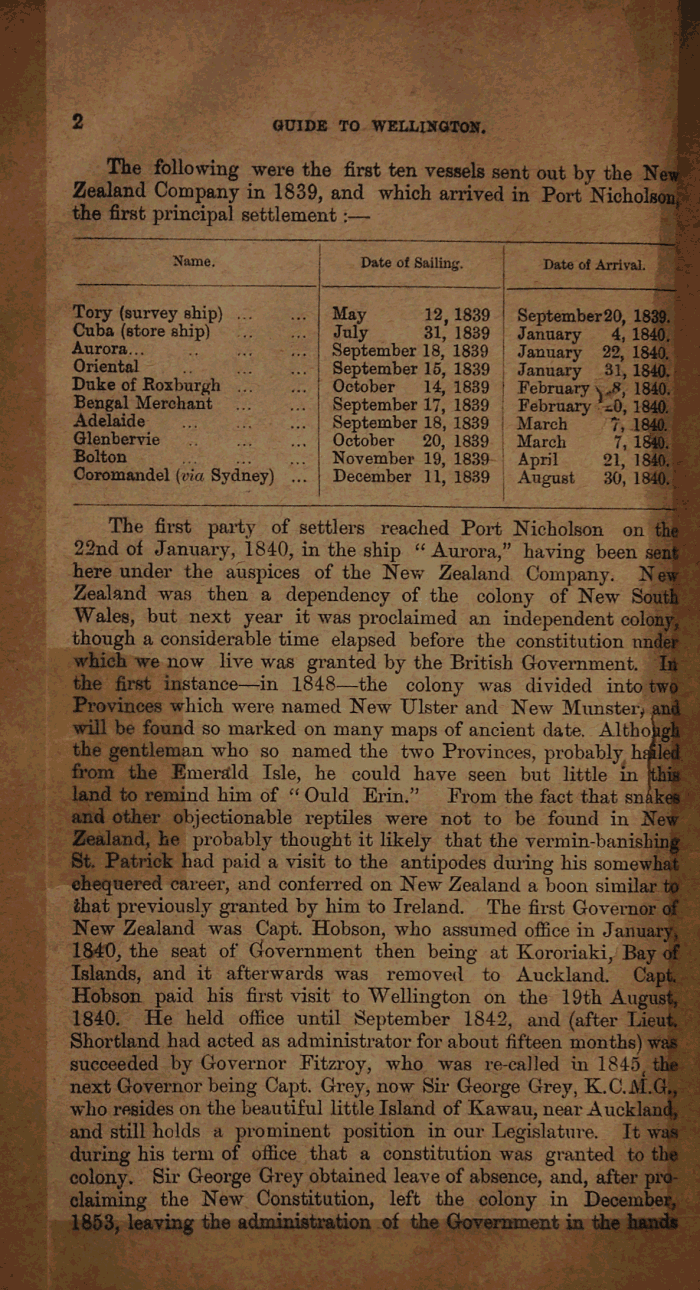 2
GUIDE TO WELLINGTON.
The following were the first ten vessels sent out by the New
Zealand Company in 1839, and which arrived in Port Nicholson,
the first principal settlement :—
Name. Date of Sailing. Date of Arrival.
Tory (survey ship) ... ... May 12, 1839 September 20, 1839.
Cuba (store ship) ... ... July 31, 1839 January 4, 1840.
Aurora... ... ... ... September 18, 1839 January 22, 1840.
Oriental ... ... ... September 15, 1839 January 31, 1840.
Duke of Roxburgh ... ... October 14, 1839 February 8, 1840.
Bengal Merchant ... ... September 17, 1839 February 1840.
Adelaide ... ... ... September 18, 1839 March 7, 1840.
Glenbervie ... ... ... October 20, 1839 March 7, 1840.
Bolton ... ... ... November 19, 1839 April 21, 1840.
Coromandel (via Sydney) ... December 11, 1839 August 30, 1840.
The first party of settlers reached Port Nicholson on the
22nd of January, 1840, in the ship “ Aurora,” having been sent
here under the auspices of the New Zealand Company. New
Zealand was then a dependency of the colony of New South
Wales, but next year it was proclaimed an independent colony,
though a considerable time elapsed before the constitution under
which we now live was granted by the British Government. In
the first instance—in 1848—the colony was divided into two
Provinces which were named New Ulster and New Munster, and
will be found so marked on many maps of ancient date. Although
the gentleman who so named the two Provinces, probably hailed
from the Emerald Isle, he could have seen but little in this
land to remind him of “ Ould Erin.” From the fact that snakes
and other objectionable reptiles were not to be found in New
Zealand, he probably thought it likely that the vermin-banishing
St. Patrick had paid a visit to the antipodes during his somewhat
chequered career, and conferred on New Zealand a boon similar to
that previously granted by him to Ireland. The first Governor of
New Zealand was Capt. Hobson, who assumed office in January,
1840, the seat of Government then being at Kororiaki, Bay of
Islands, and it afterwards was removed to Auckland. Capt.
Hobson paid his first visit to Wellington on the 19th August,
1840. He held office until September 1842, and (after Lieut.
Shortland had acted as administrator for about fifteen months) was
succeeded by Governor Fitzroy, who was re-called in 1845, the
next Governor being Capt. Grey, now Sir George Grey, K.C.M.G.,
who resides on the beautiful little Island of Kawau, near Auckland,
and still holds a prominent position in our Legislature. It was
during his term of office that a constitution was granted to the
colony. Sir George Grey obtained leave of absence, and, after pro-
claiming the New Constitution, left the colony in December,
1853, leaving the administration of the Government in the hands